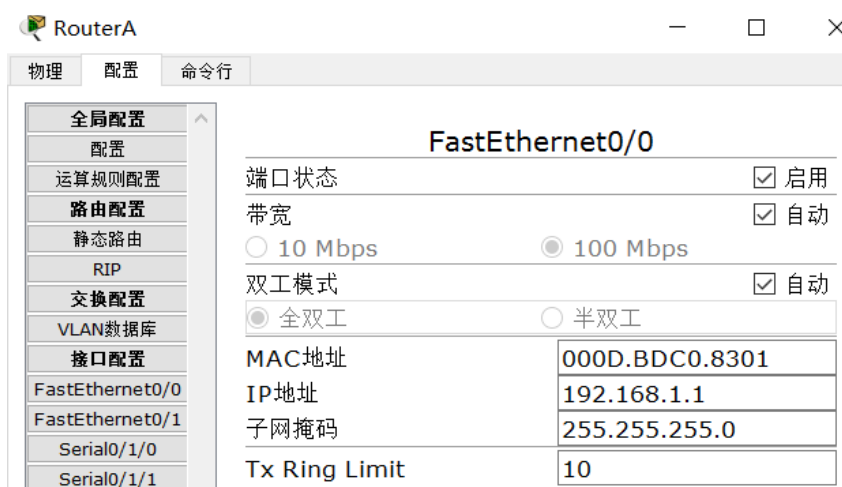 RouterA
物理 配置 命令行
全局配置
配置
运算规则配置
路由配置
静态路由
RIP
交换配置
VLAN数据库
接口配置
FastEthernet0/0
FastEthernet0/1
Serial0/1/0
Serial0/1/1
FastEthernet0/0
端口状态 启用
带宽 自动
10 Mbps 100 Mbps
双工模式 自动
全双工 半双工
MAC地址 000D.BDC0.8301
IP地址 192.168.1.1
子网掩码 255.255.255.0
Tx Ring Limit 10